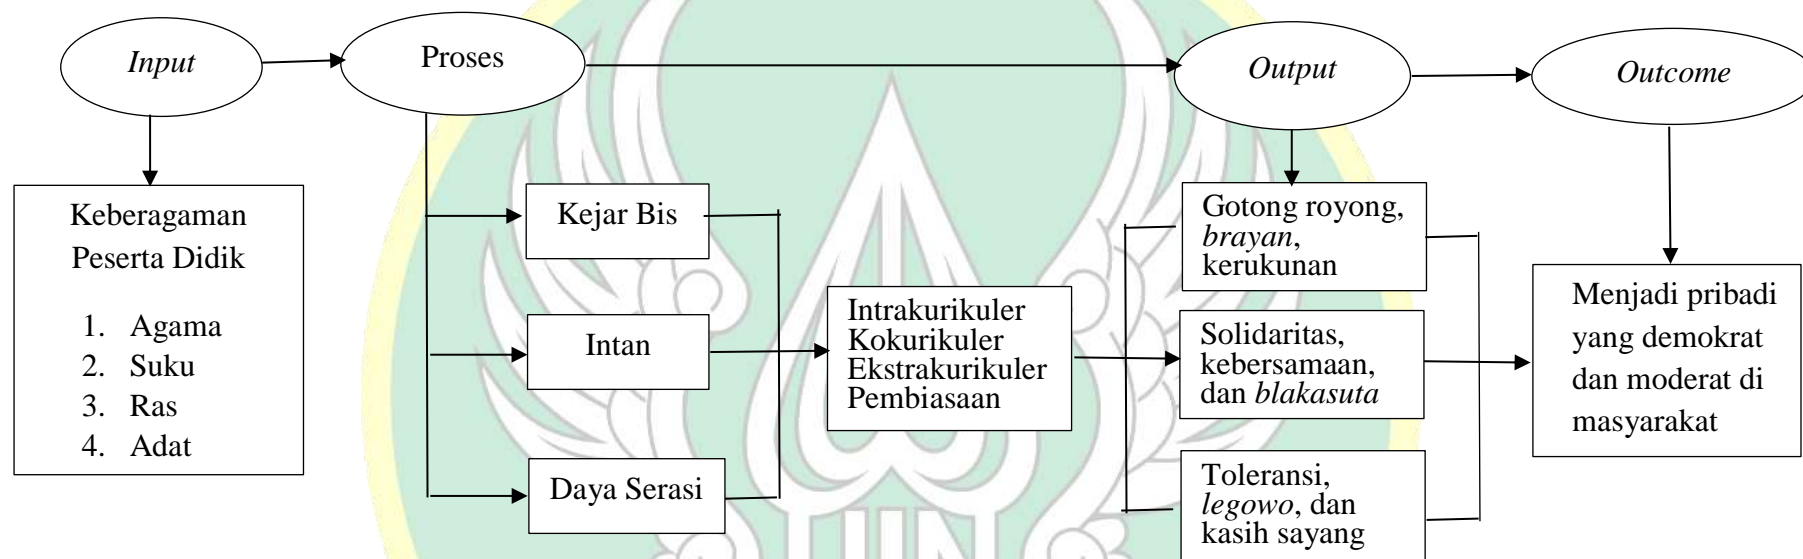 Input
Proses
Output
Outcome
Keberagaman
Peserta Didik
1. Agama
2. Suku
3. Ras
4. Adat
Kejar Bis
Intan
Daya Serasi
Intrakurikuler
Kokurikuler
Ekstrakurikuler
Pembiasaan
Gotong royong,
brayan,
kerukunan
Solidaritas,
kebersamaan,
dan blakasuta
Toleransi,
legowo, dan
kasih sayang
Menjadi pribadi
yang demokrat
dan moderat di
masyarakat
UIN